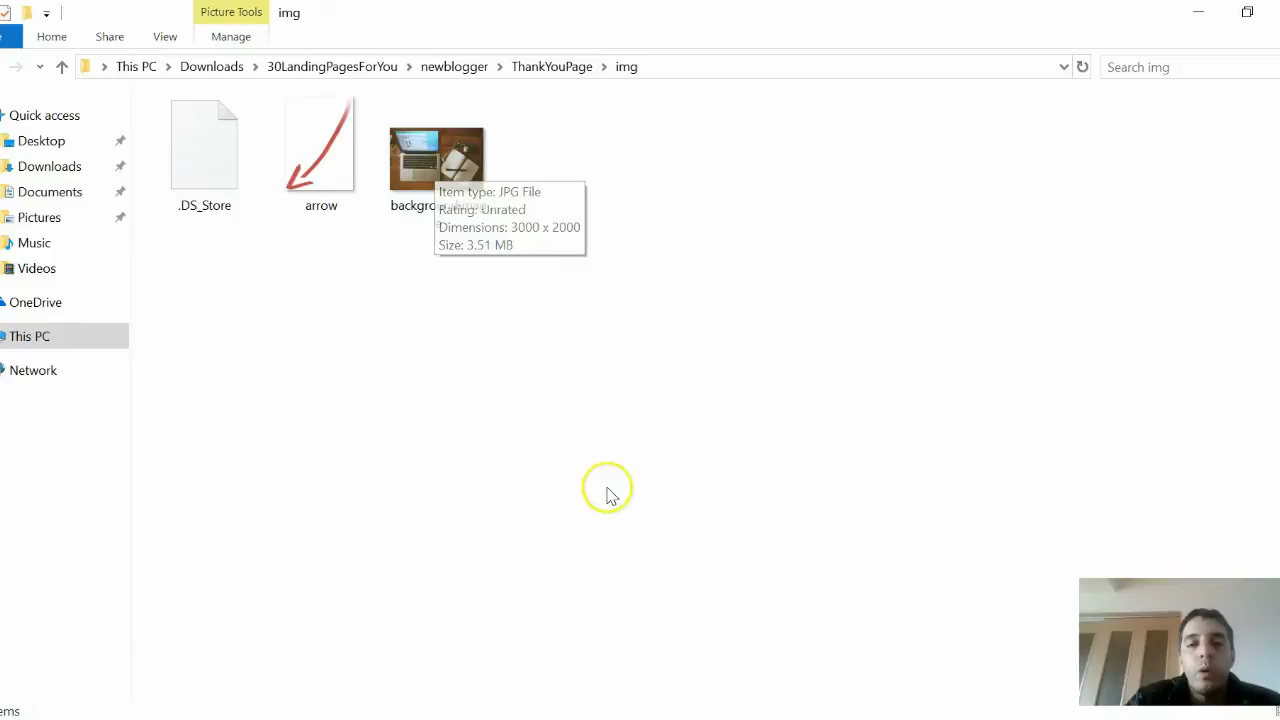 Picture Tools
img
Home
Share
View
Manage
This PC
Downloads
30LandingPagesForYou
newblogger
ThankYouPage
img
Search img
Quick access
Desktop
Downloads
Documents
Pictures
Music
Videos
OneDrive
This PC
Network
.DS_Store
arrow
Item type: JPG File
Rating: Unrated
Dimensions: 3000 x 2000
Size: 3.51 MB